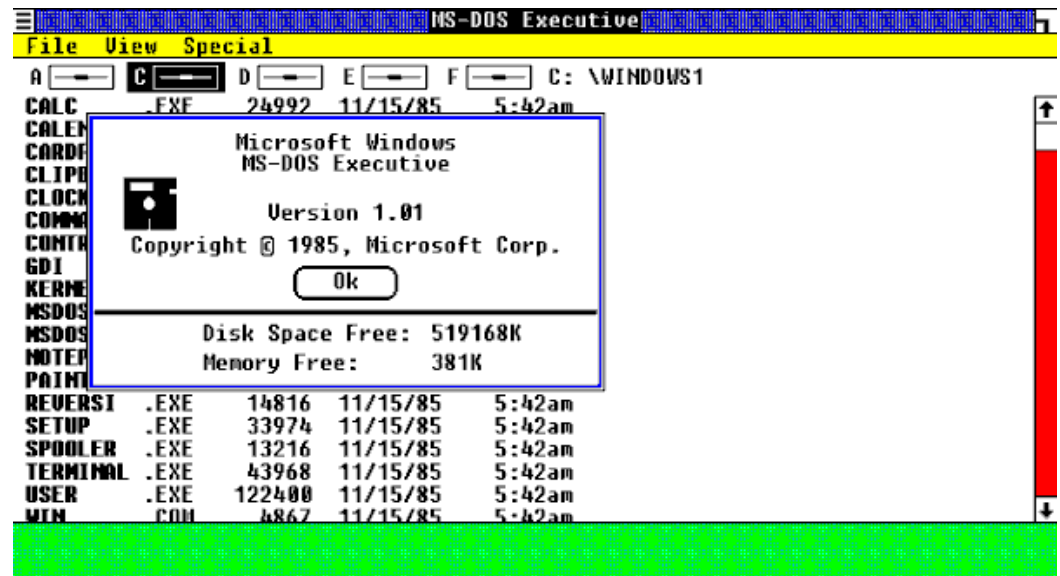 MS-DOS Executive
File View Special
A C D E F C: \WINDOWS1
CALC .EXE 24992 11/15/85 5:42am
Microsoft Windows
MS-DOS Executive
Version 1.01
Copyright © 1985, Microsoft Corp.
Ok
Disk Space Free: 519168K
Memory Free: 381K
CLOCK
GDI
MSDOS
MSDOS
REVERSI .EXE 14816 11/15/85 5:42am
SETUP .EXE 33974 11/15/85 5:42am
SPOOLER .EXE 13216 11/15/85 5:42am
TERMINAL .EXE 43968 11/15/85 5:42am
USER .EXE 122400 11/15/85 5:42am
WIN .COM 4867 11/15/85 5:42am